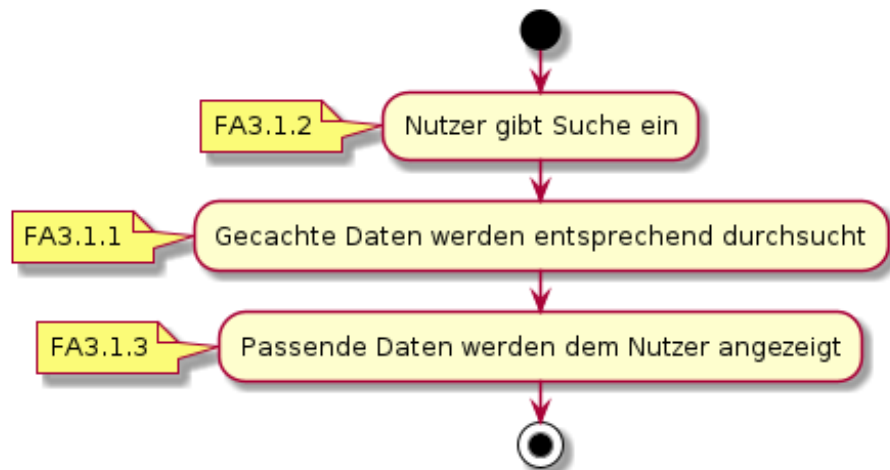 FA3.1.2
Nutzer gibt Suche ein
FA3.1.1
Gecachte Daten werden entsprechend durchsucht
FA3.1.3
Passende Daten werden dem Nutzer angezeigt